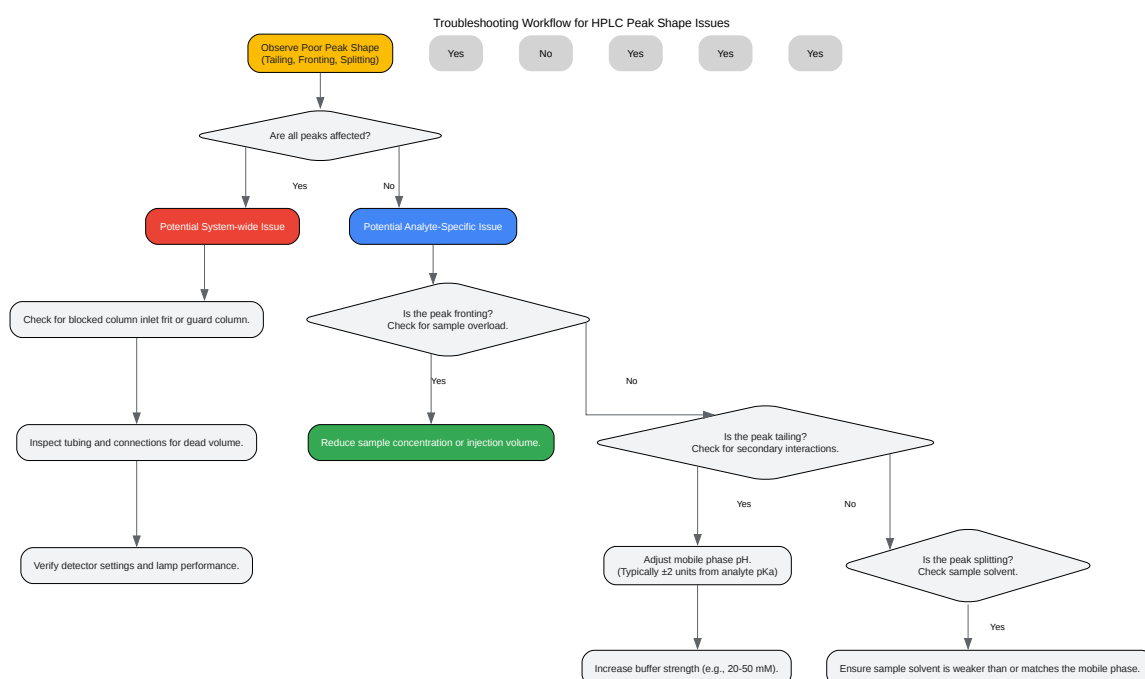 Troubleshooting Workflow for HPLC Peak Shape Issues
Observe Poor Peak Shape
(Tailing, Fronting, Splitting)
Yes
No
Yes
Yes
Yes
Are all peaks affected?
Yes
No
Potential System-wide Issue
Potential Analyte-Specific Issue
Check for blocked column inlet frit or guard column.
Is the peak fronting?
Check for sample overload.
Yes
No
Inspect tubing and connections for dead volume.
Reduce sample concentration or injection volume.
Is the peak tailing?
Check for secondary interactions.
Yes
No
Verify detector settings and lamp performance.
Adjust mobile phase pH.
(Typically ±2 units from analyte pKa)
Is the peak splitting?
Check sample solvent.
Yes
Increase buffer strength (e.g., 20-50 mM).
Ensure sample solvent is weaker than or matches the mobile phase.